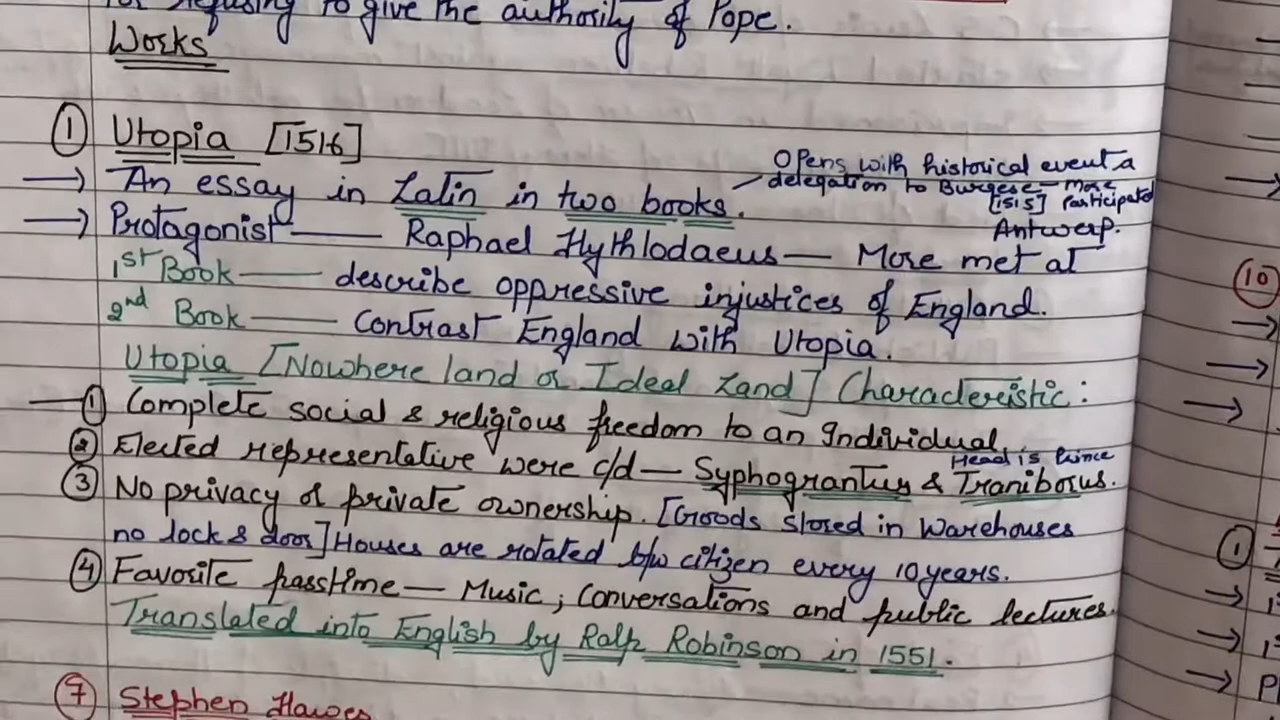 for refusing to give the authority of Pope.
Works
① Utopia [1516]
→ An essay in Latin in two books.
Opens with historical event a
delegation to Burgese – More
[1515] Participated
→ Protagonist —— Raphael Hythlodaeus — More met at Antwerp.
1st Book —— describe oppressive injustices of England.
2nd Book —— Contrast England with Utopia.
Utopia [Nowhere land or Ideal Land] Characteristic:
① Complete social & religious freedom to an Individual.
② Elected representative were c/d — Syphograntus & Traniborus.
Head is Prince
③ No privacy or private ownership. [Goods stored in Warehouses
no lock & door] Houses are rotated b/w citizen every 10 years.
④ Favorite passtime — Music, Conversations and public lectures.
Translated into English by Ralp Robinson in 1551.
⑦ Stephen Hawes
⑩
→
→
→
①
→
→
→